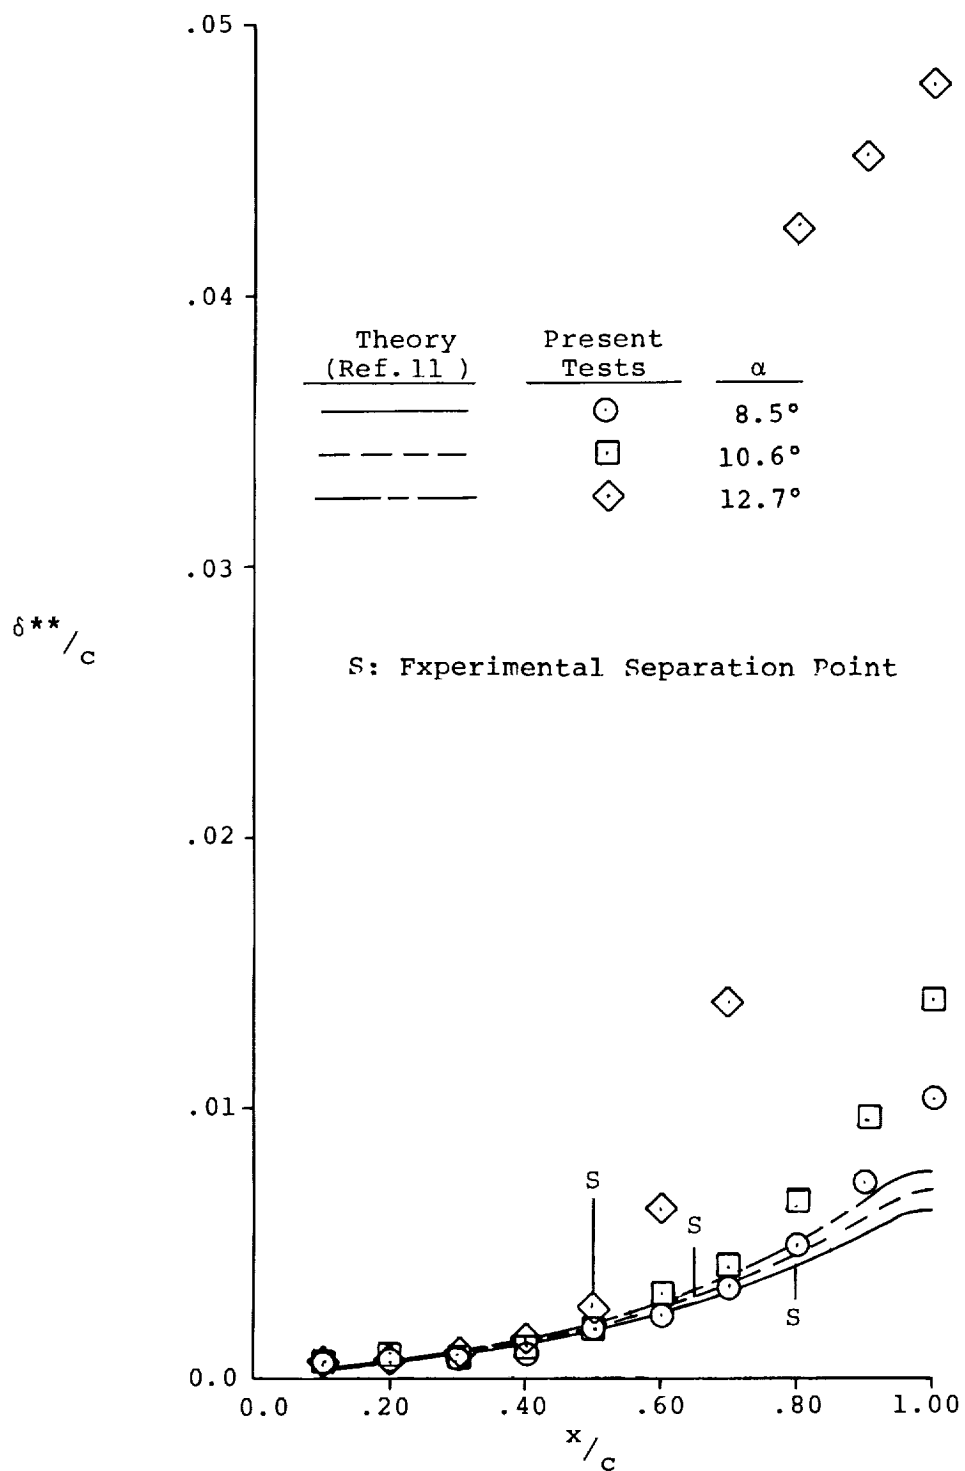 .05
.04
Theory Present
(Ref.11 ) Tests α
8.5°
10.6°
12.7°
.03
δ**/c
S: Fxperimental Separation Point
.02
.01
S
S
S
0.0
0.0 .20 .40 .60 .80 1.00
x/c